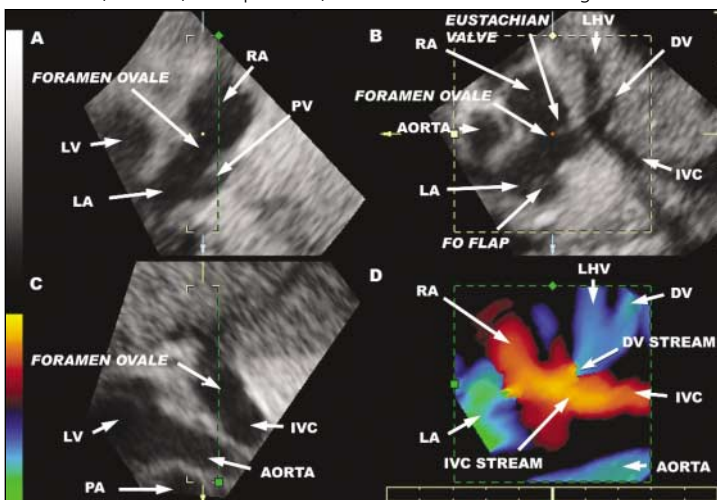 A
RA
FORAMEN OVALE
PV
LV
LA
B
EUSTACHIAN
VALVE
LHV
DV
RA
FORAMEN OVALE
AORTA
LA
IVC
FO FLAP
C
FORAMEN OVALE
LV
IVC
AORTA
PA
D
LHV
DV
RA
DV STREAM
IVC
LA
IVC STREAM
AORTA